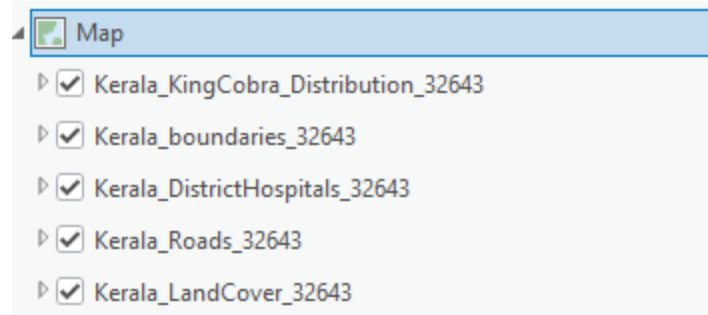 Map
Kerala_KingCobra_Distribution_32643
Kerala_boundaries_32643
Kerala_DistrictHospitals_32643
Kerala_Roads_32643
Kerala_LandCover_32643